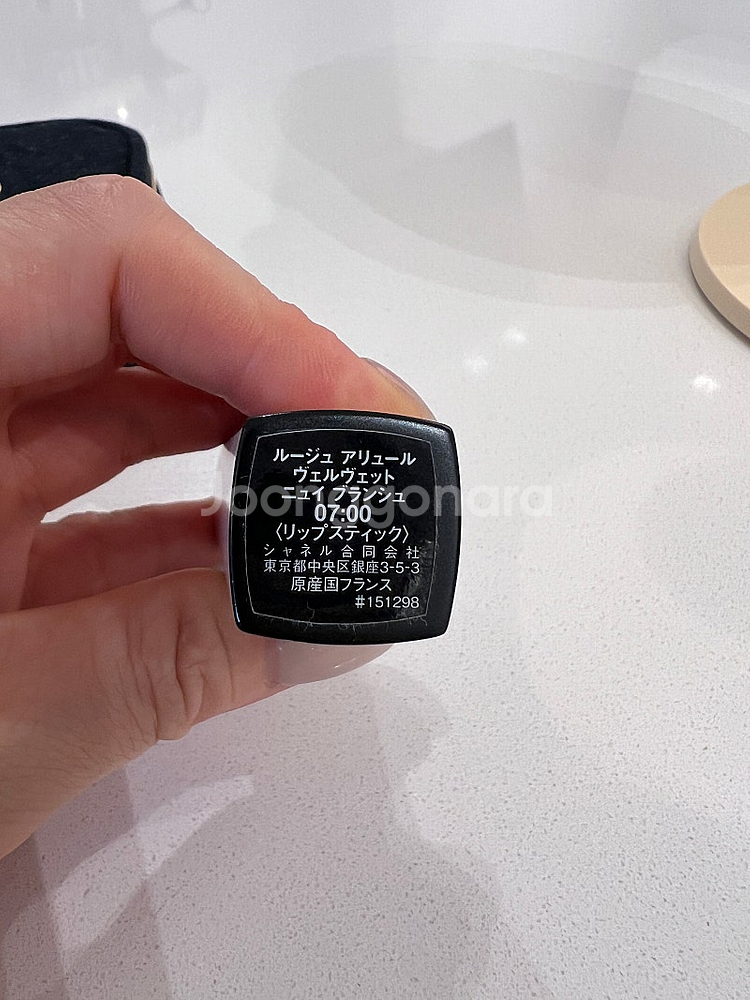 ルージュ アリュール
ヴェルヴェット
ニュイ ブランシュ
07:00
〈リップスティック〉
シャネル合同会社
東京都中央区銀座3-5-3
原産国フランス
#151298
Joonggonara